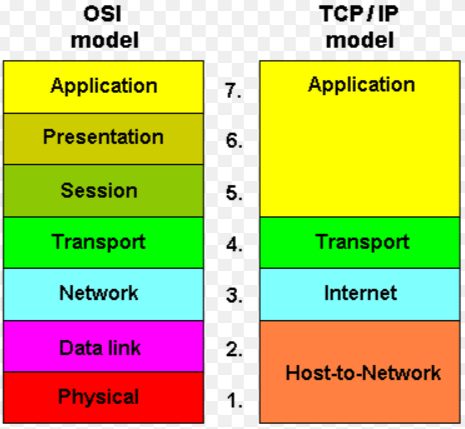 OSI
model
TCP / IP
model
Application
7.
Application
Presentation
6.
Session
5.
Transport
4.
Transport
Network
3.
Internet
Data link
2.
Host-to-Network
Physical
1.